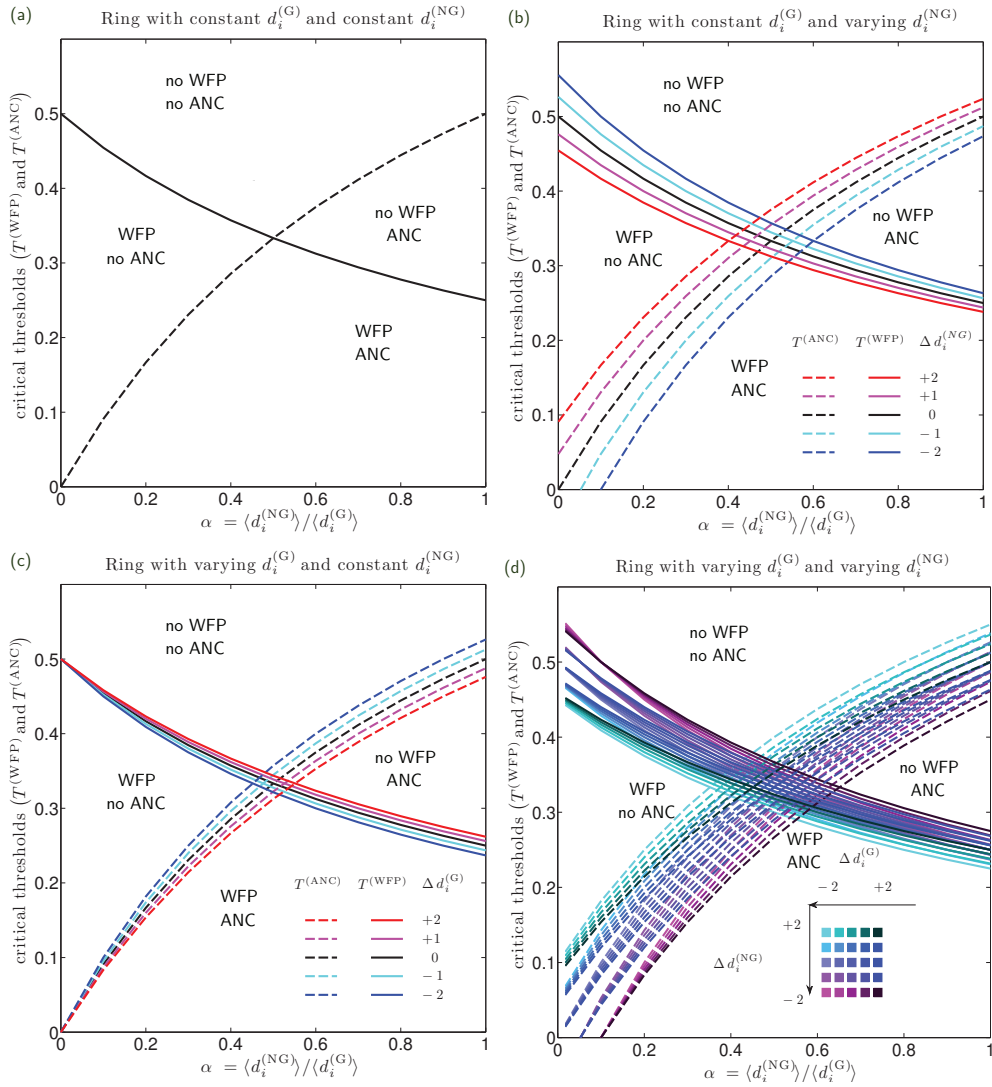 (a)
Ring with constant d_i^(G) and constant d_i^(NG)
critical thresholds (T^(WFP) and T^(ANC))
no WFP
no ANC
WFP
no ANC
no WFP
ANC
WFP
ANC
0.5
0.4
0.3
0.2
0.1
0
0 0.2 0.4 0.6 0.8 1
α = ⟨d_i^(NG)⟩/⟨d_i^(G)⟩
(b)
Ring with constant d_i^(G) and varying d_i^(NG)
critical thresholds (T^(WFP) and T^(ANC))
no WFP
no ANC
WFP
no ANC
no WFP
ANC
WFP
ANC
T^(ANC) T^(WFP) Δ d_i^(NG)
+2
+1
0
− 1
− 2
0.5
0.4
0.3
0.2
0.1
0
0 0.2 0.4 0.6 0.8 1
α = ⟨d_i^(NG)⟩/⟨d_i^(G)⟩
(c)
Ring with varying d_i^(G) and constant d_i^(NG)
critical thresholds (T^(WFP) and T^(ANC))
no WFP
no ANC
WFP
no ANC
no WFP
ANC
WFP
ANC
T^(ANC) T^(WFP) Δ d_i^(G)
+2
+1
0
− 1
− 2
0.5
0.4
0.3
0.2
0.1
0
0 0.2 0.4 0.6 0.8 1
α = ⟨d_i^(NG)⟩/⟨d_i^(G)⟩
(d)
Ring with varying d_i^(G) and varying d_i^(NG)
critical thresholds (T^(WFP) and T^(ANC))
no WFP
no ANC
WFP
no ANC
no WFP
ANC
WFP
ANC
Δ d_i^(G)
− 2 +2
+2
Δ d_i^(NG)
− 2
0.5
0.4
0.3
0.2
0.1
0
0 0.2 0.4 0.6 0.8 1
α = ⟨d_i^(NG)⟩/⟨d_i^(G)⟩